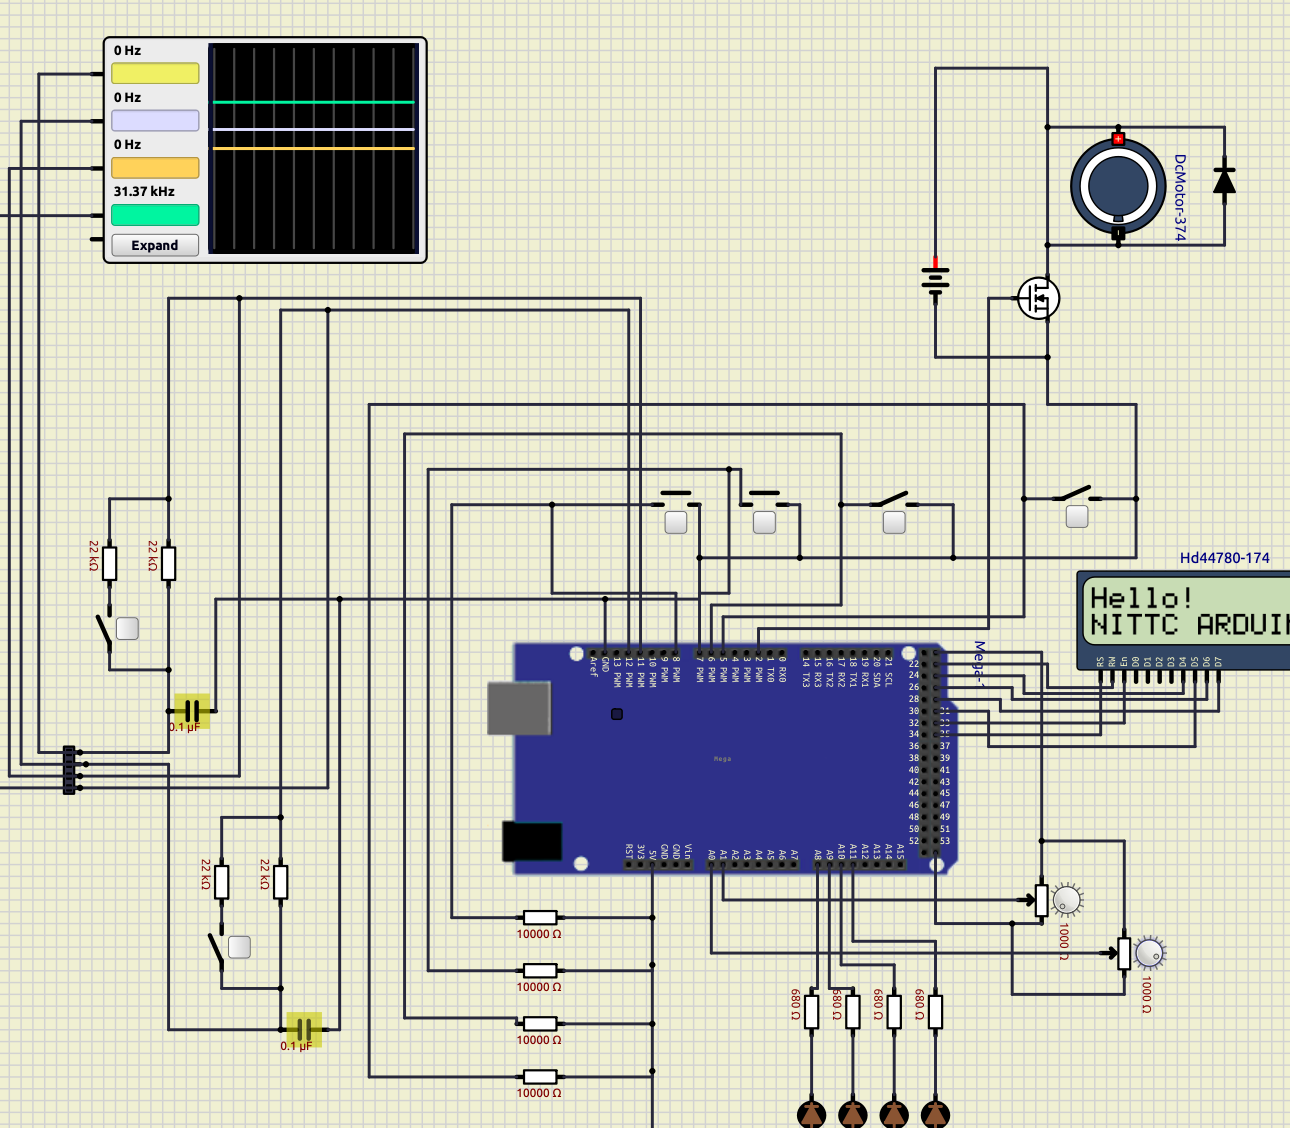 0 Hz
0 Hz
0 Hz
31.37 kHz
Expand
DcMotor-374
22 kΩ
22 kΩ
0.1 µF
22 kΩ
22 kΩ
0.1 µF
Hd44780-174
Hello!
NITTC ARDUI
RS
RW
En
D0
D1
D2
D3
D4
D5
D6
D7
Mega-1
Aref
GND
13 PWM
12 PWM
11 PWM
10 PWM
9 PWM
8 PWM
7 PWM
6 PWM
5 PWM
4 PWM
3 PWM
2 PWM
1 TX0
0 RX0
14 TX3
15 RX3
16 TX2
17 RX2
18 TX1
19 RX1
20 SDA
21 SCL
22
24
26
28
30 31
32
34
36 37
38 39
40 41
42 43
44 45
46 47
48 49
50 51
52 53
Mega
RST
3V3
5V
GND
GND
Vin
A0
A1
A2
A3
A4
A5
A6
A7
A8
A9
A10
A11
A12
A13
A14
A15
10000 Ω
10000 Ω
10000 Ω
10000 Ω
680 Ω
680 Ω
680 Ω
680 Ω
1000 Ω
1000 Ω